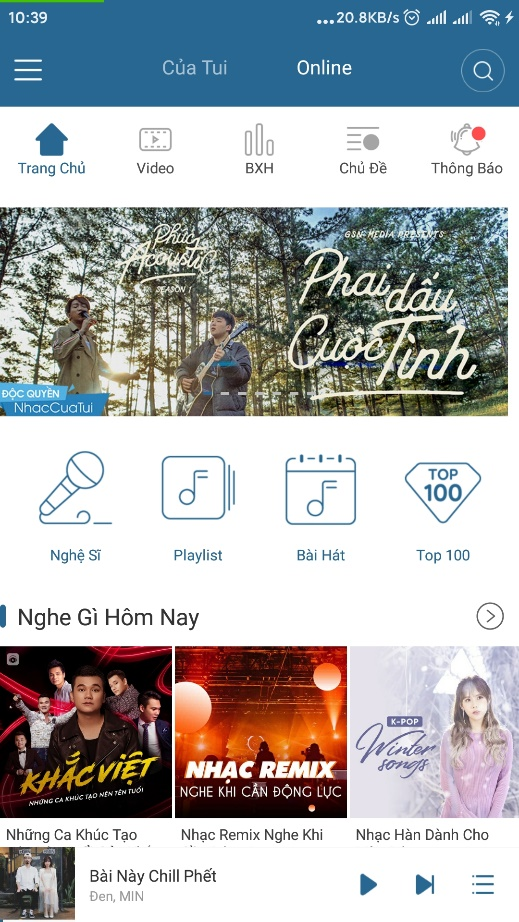 10:39
...20.8KB/s
Của Tui
Online
Trang Chủ
Video
BXH
Chủ Đề
Thông Báo
Phúc
Acoustic
SEASON 1
GSN MEDIA PRESENTS
Phai dấu
Cuộc Tình
ĐỘC QUYỀN
NhacCuaTui
TOP
100
Nghệ Sĩ
Playlist
Bài Hát
Top 100
Nghe Gì Hôm Nay
KHẮC VIỆT
NHỮNG CA KHÚC TẠO NÊN TÊN TUỔI
NHẠC REMIX
NGHE KHI CẦN ĐỘNG LỰC
K-POP
Winter
songs
Những Ca Khúc Tạo
Nhạc Remix Nghe Khi
Nhạc Hàn Dành Cho
Bài Này Chill Phết
Đen, MIN